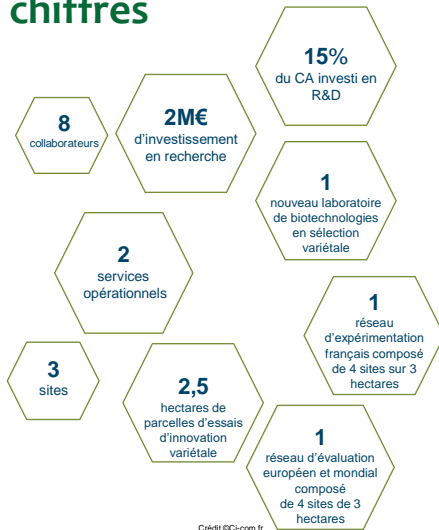 chiffres
15%
du CA investi en
R&D
8
collaborateurs
2M€
d'investissement
en recherche
1
nouveau laboratoire
de biotechnologies
en sélection
variétale
2
services
opérationnels
1
réseau
d'expérimentation
français composé
de 4 sites sur 3
hectares
3
sites
2,5
hectares de
parcelles d'essais
d'innovation
variétale
1
réseau d'évaluation
européen et mondial
composé
de 4 sites de 3
hectares
Crédit ©Ci-com.fr